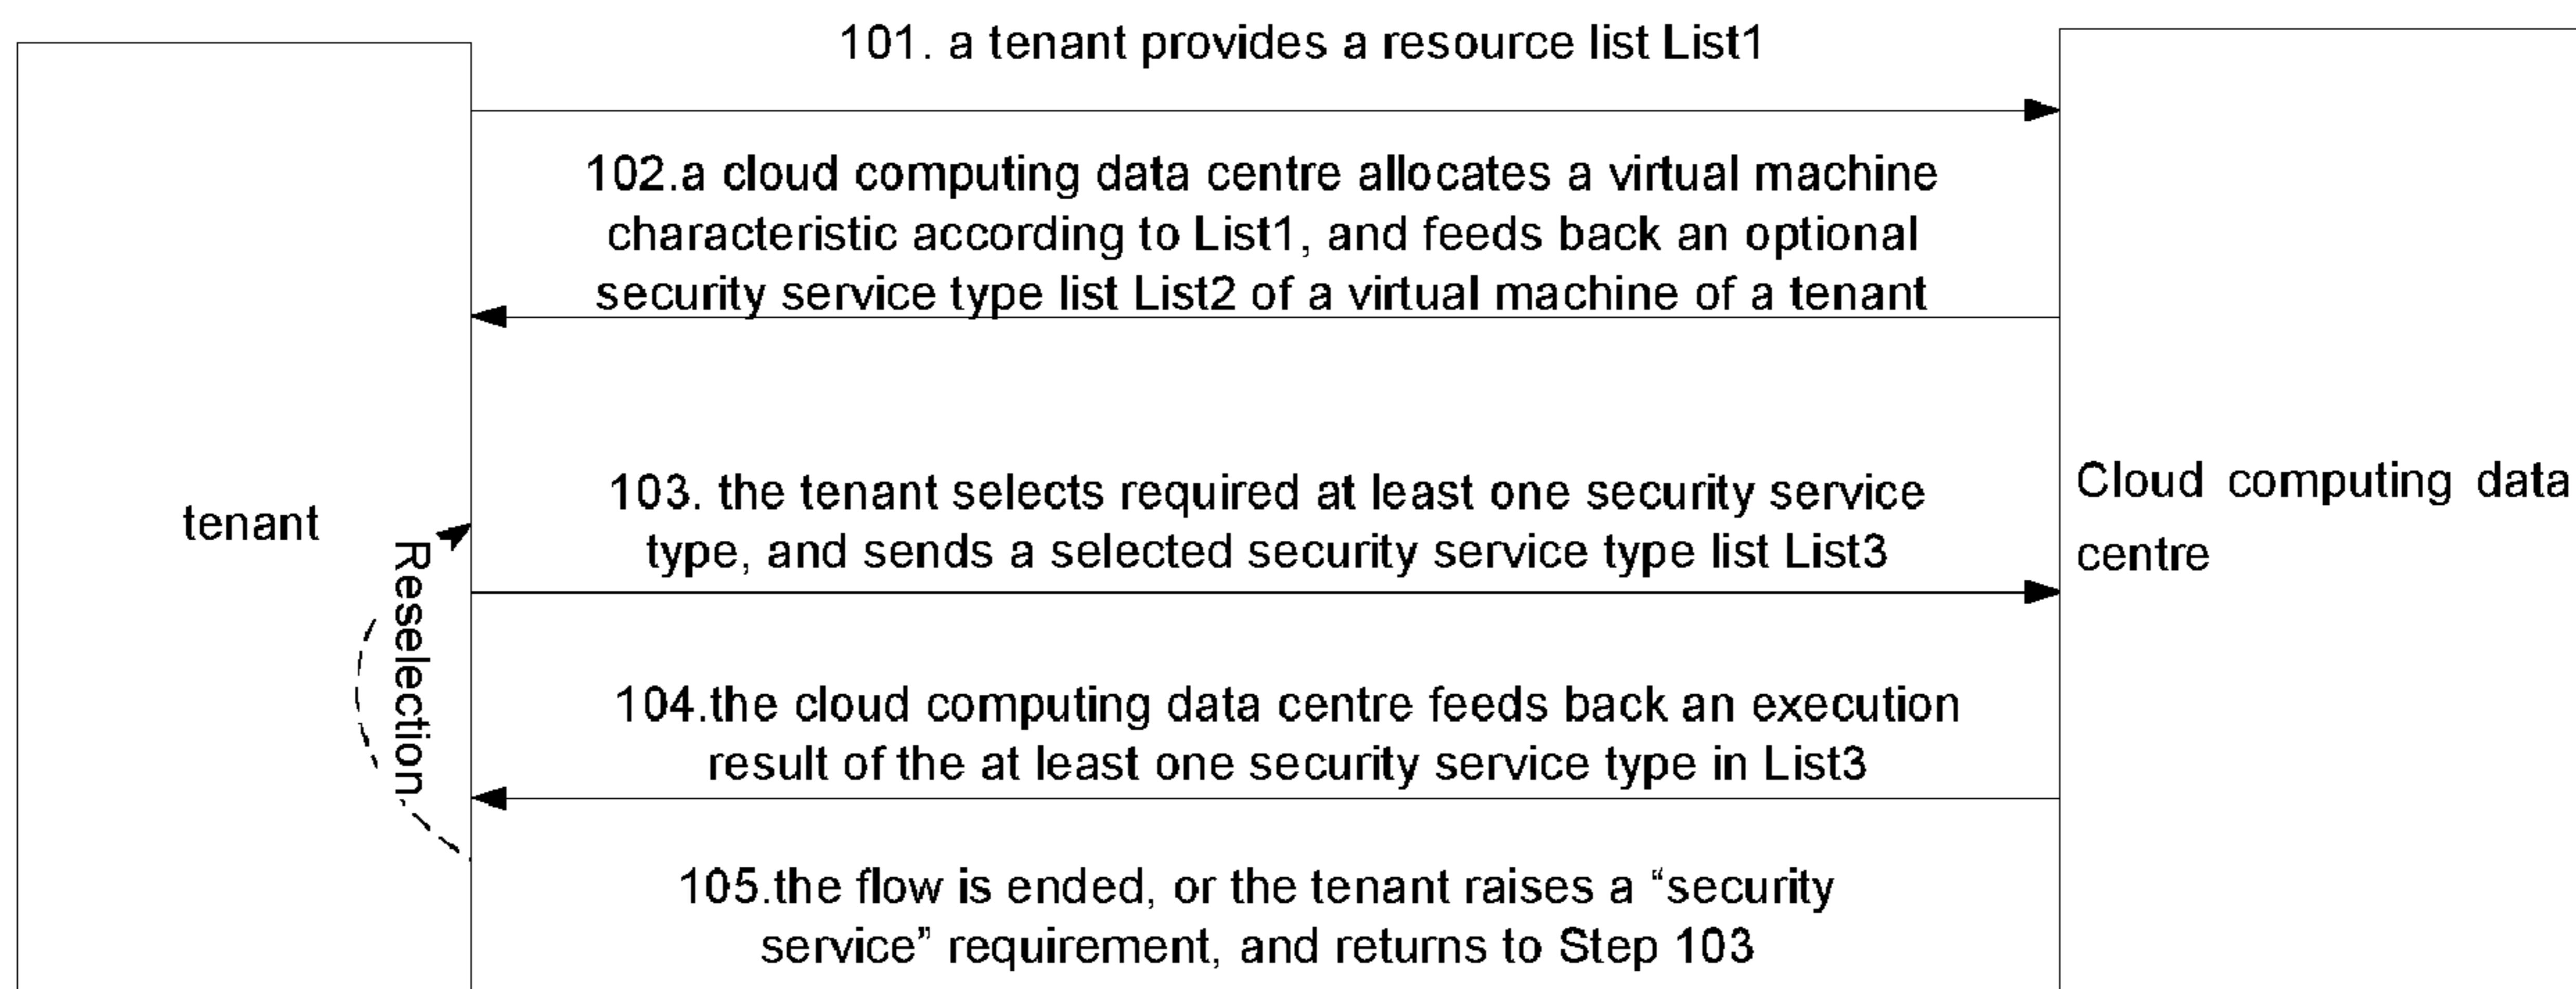 101. a tenant provides a resource list List1
102.a cloud computing data centre allocates a virtual machine
characteristic according to List1, and feeds back an optional
security service type list List2 of a virtual machine of a tenant
tenant
Reselection
103. the tenant selects required at least one security service
type, and sends a selected security service type list List3
Cloud computing data
centre
104.the cloud computing data centre feeds back an execution
result of the at least one security service type in List3
105.the flow is ended, or the tenant raises a “security
service” requirement, and returns to Step 103